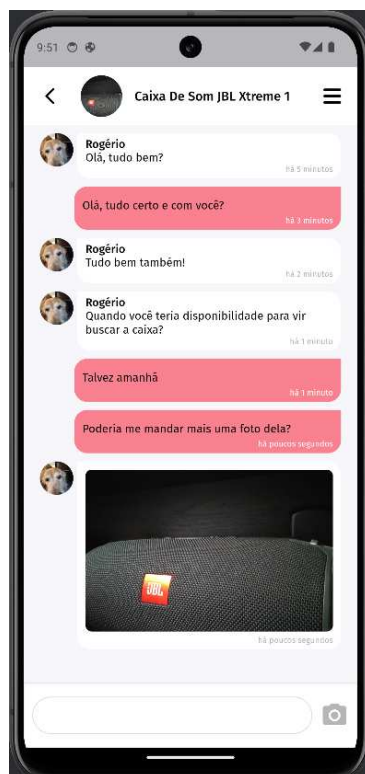 9:51
Caixa De Som JBL Xtreme 1
Rogério
Olá, tudo bem?
há 5 minutos
Olá, tudo certo e com você?
há 3 minutos
Rogério
Tudo bem também!
há 2 minutos
Rogério
Quando você teria disponibilidade para vir
buscar a caixa?
há 1 minuto
Talvez amanhã
há 1 minuto
Poderia me mandar mais uma foto dela?
há poucos segundos
JBL
há poucos segundos